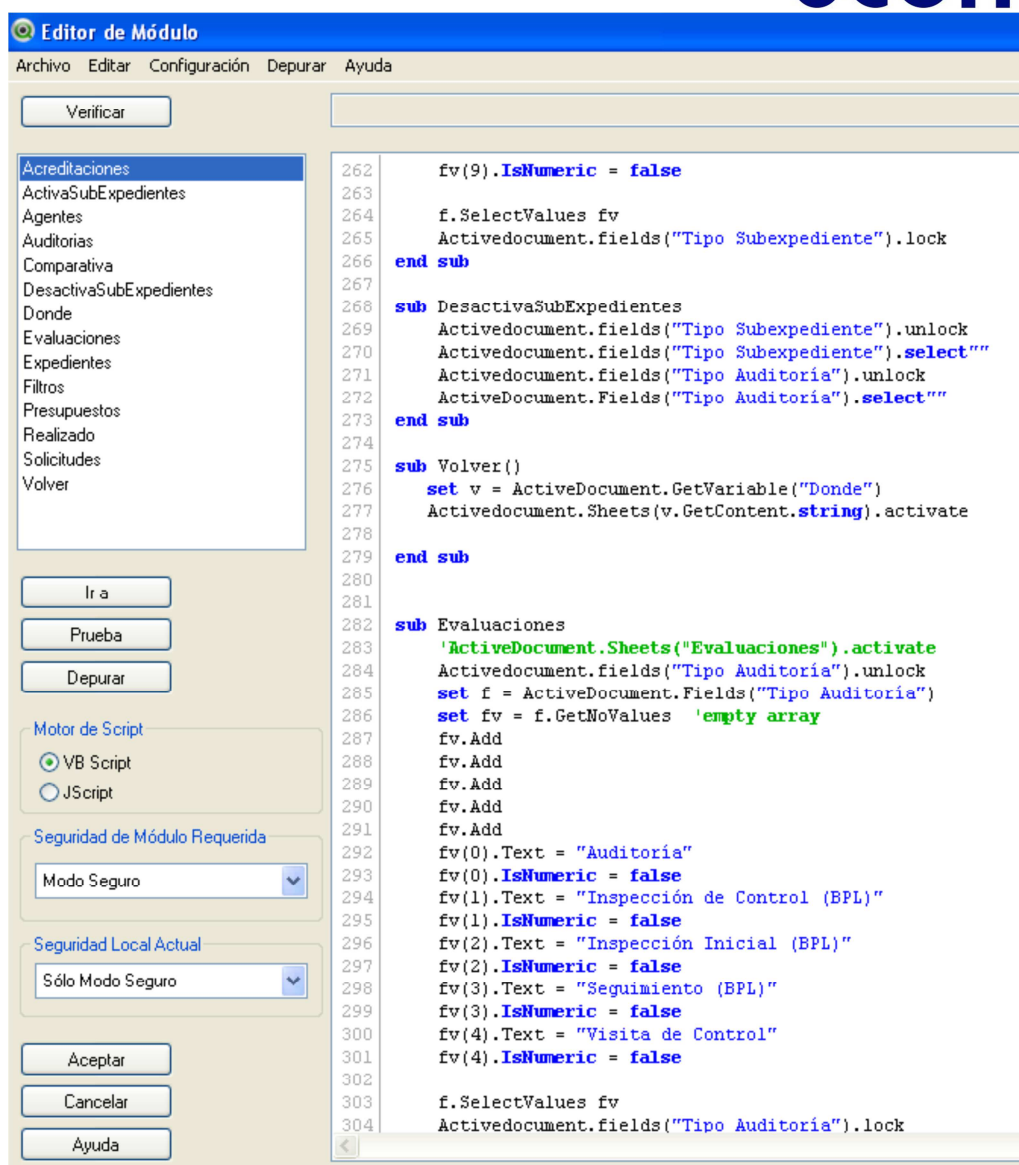 Editor de Módulo
Archivo Editar Configuración Depurar Ayuda
Verificar
Acreditaciones
ActivaSubExpedientes
Agentes
Auditorias
Comparativa
DesactivaSubExpedientes
Donde
Evaluaciones
Expedientes
Filtros
Presupuestos
Realizado
Solicitudes
Volver
Ir a
Prueba
Depurar
Motor de Script
VB Script
JScript
Seguridad de Módulo Requerida
Modo Seguro
Seguridad Local Actual
Sólo Modo Seguro
Aceptar
Cancelar
Ayuda
262 fv(9).IsNumeric = false
263
264 f.SelectValues fv
265 Activedocument.fields("Tipo Subexpediente").lock
266 end sub
267
268 sub DesactivaSubExpedientes
269 Activedocument.fields("Tipo Subexpediente").unlock
270 Activedocument.fields("Tipo Subexpediente").select""
271 Activedocument.fields("Tipo Auditoría").unlock
272 ActiveDocument.Fields("Tipo Auditoría").select""
273 end sub
274
275 sub Volver()
276 set v = ActiveDocument.GetVariable("Donde")
277 Activedocument.Sheets(v.GetContent.string).activate
278
279 end sub
280
281
282 sub Evaluaciones
283 'ActiveDocument.Sheets("Evaluaciones").activate
284 Activedocument.fields("Tipo Auditoría").unlock
285 set f = ActiveDocument.Fields("Tipo Auditoría")
286 set fv = f.GetNoValues 'empty array
287 fv.Add
288 fv.Add
289 fv.Add
290 fv.Add
291 fv.Add
292 fv(0).Text = "Auditoría"
293 fv(0).IsNumeric = false
294 fv(1).Text = "Inspección de Control (BPL)"
295 fv(1).IsNumeric = false
296 fv(2).Text = "Inspección Inicial (BPL)"
297 fv(2).IsNumeric = false
298 fv(3).Text = "Seguimiento (BPL)"
299 fv(3).IsNumeric = false
300 fv(4).Text = "Visita de Control"
301 fv(4).IsNumeric = false
302
303 f.SelectValues fv
304 Activedocument.fields("Tipo Auditoría").lock